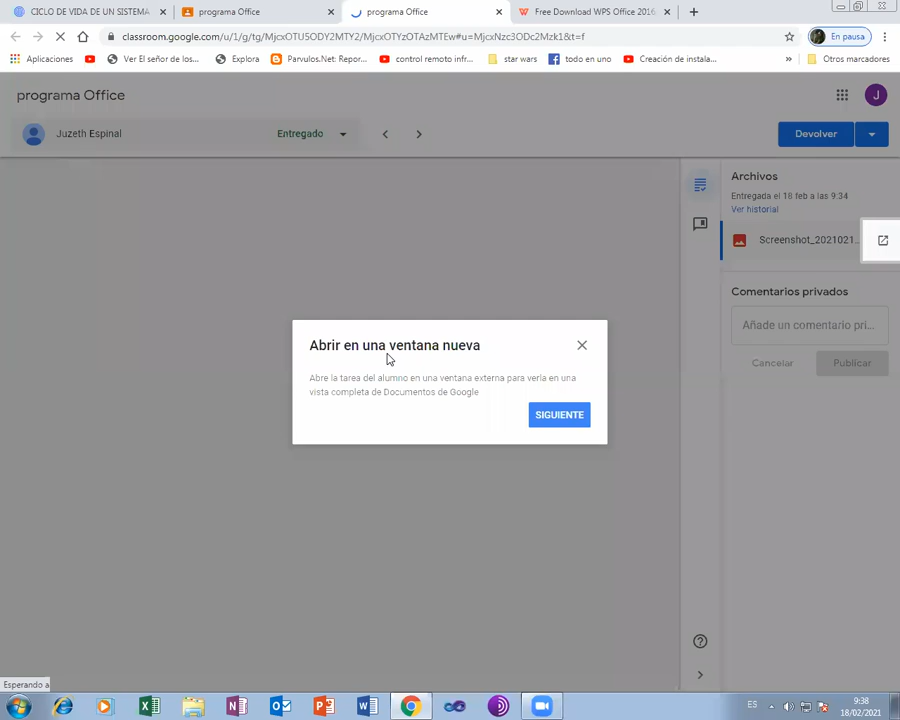 CICLO DE VIDA DE UN SISTEMA
programa Office
programa Office
Free Download WPS Office 2016
classroom.google.com/u/1/g/tg/MjcxOTU5ODY2MTY2/MjcxOTYzOTAzMTEw#u=MjcxNzc3ODc2Mzk1&t=f
En pausa
Aplicaciones
Ver El señor de los...
Explora
Parvulos.Net: Repor...
control remoto infr...
star wars
todo en uno
Creación de instala...
»
Otros marcadores
programa Office
J
Juzeth Espinal
Entregado
Devolver
Archivos
Entregada el 18 feb a las 9:34
Ver historial
Screenshot_2021021...
Comentarios privados
Añade un comentario pri...
Cancelar
Publicar
Abrir en una ventana nueva
Abre la tarea del alumno en una ventana externa para verla en una
vista completa de Documentos de Google
SIGUIENTE
Esperando a
ES
9:38
18/02/2021